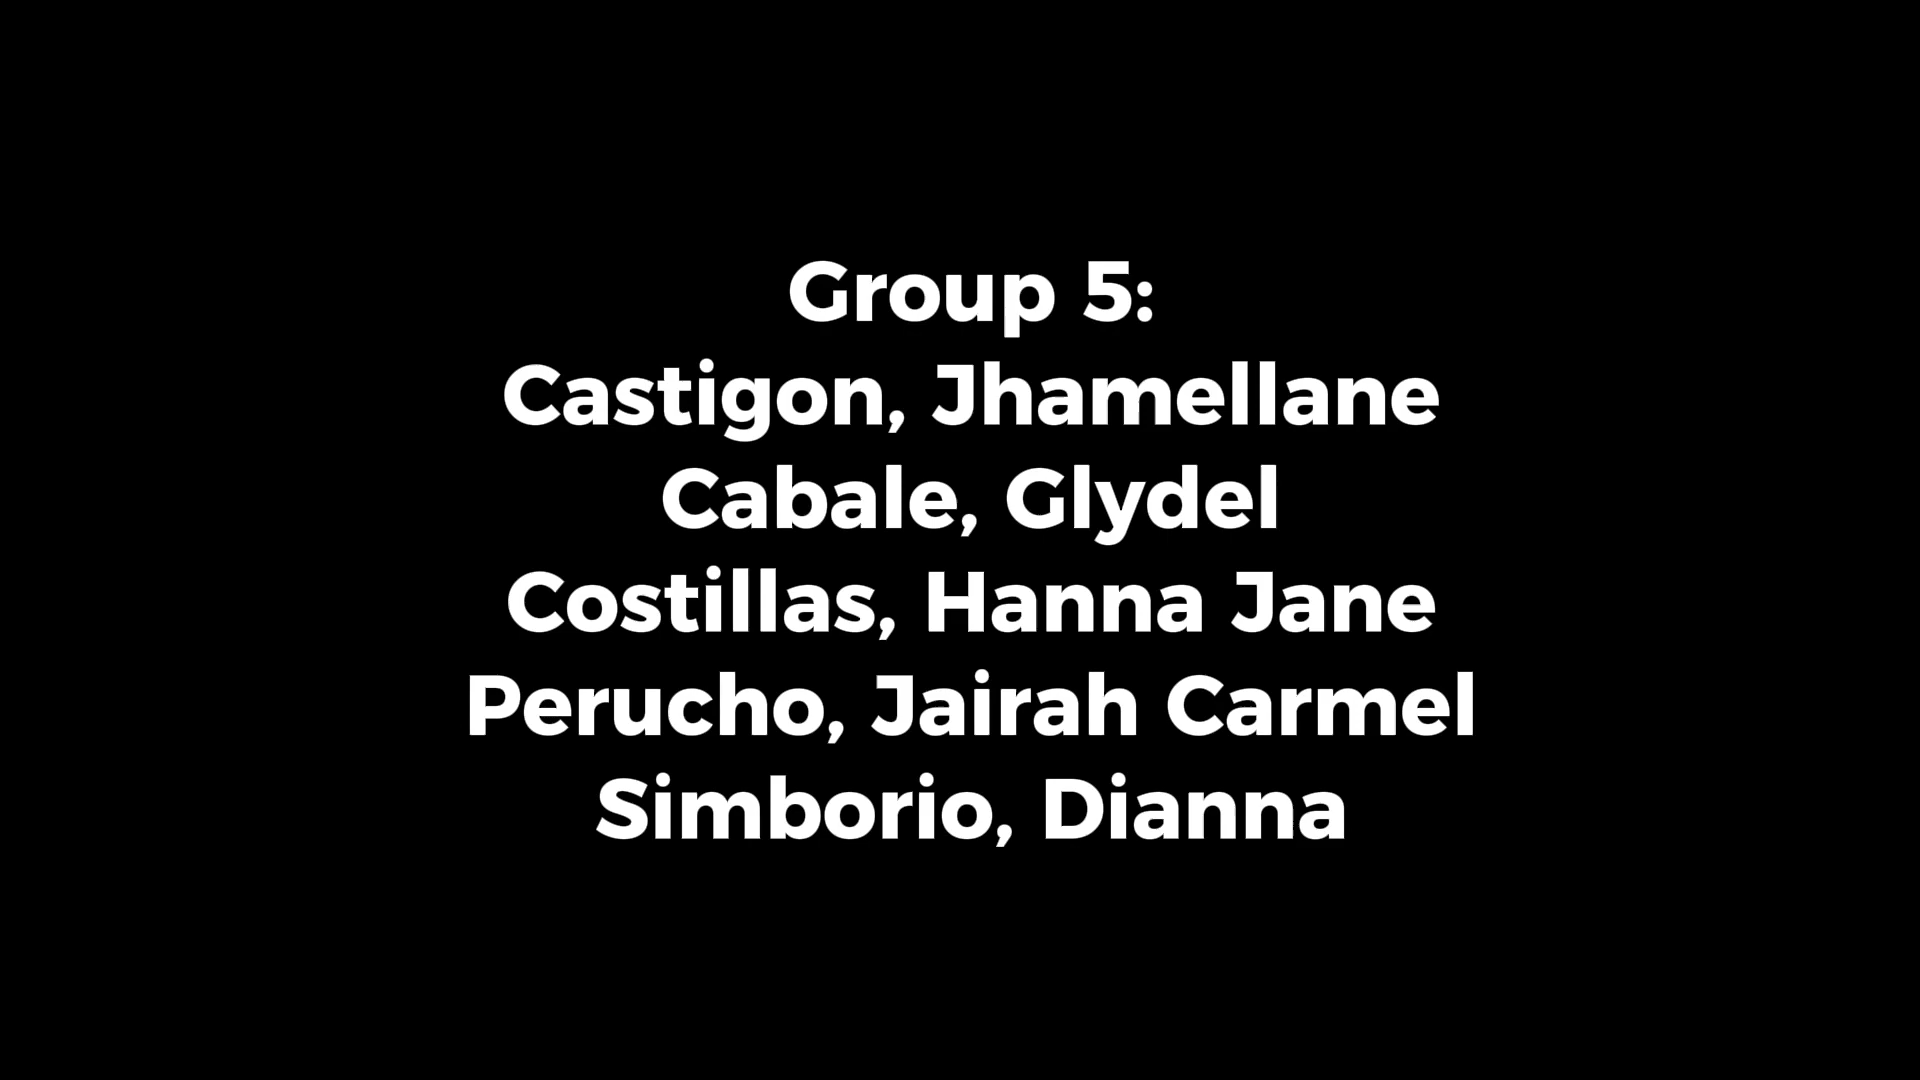 Group 5:
Castigon, Jhamellane
Cabale, Glydel
Costillas, Hanna Jane
Perucho, Jairah Carmel
Simborio, Dianna